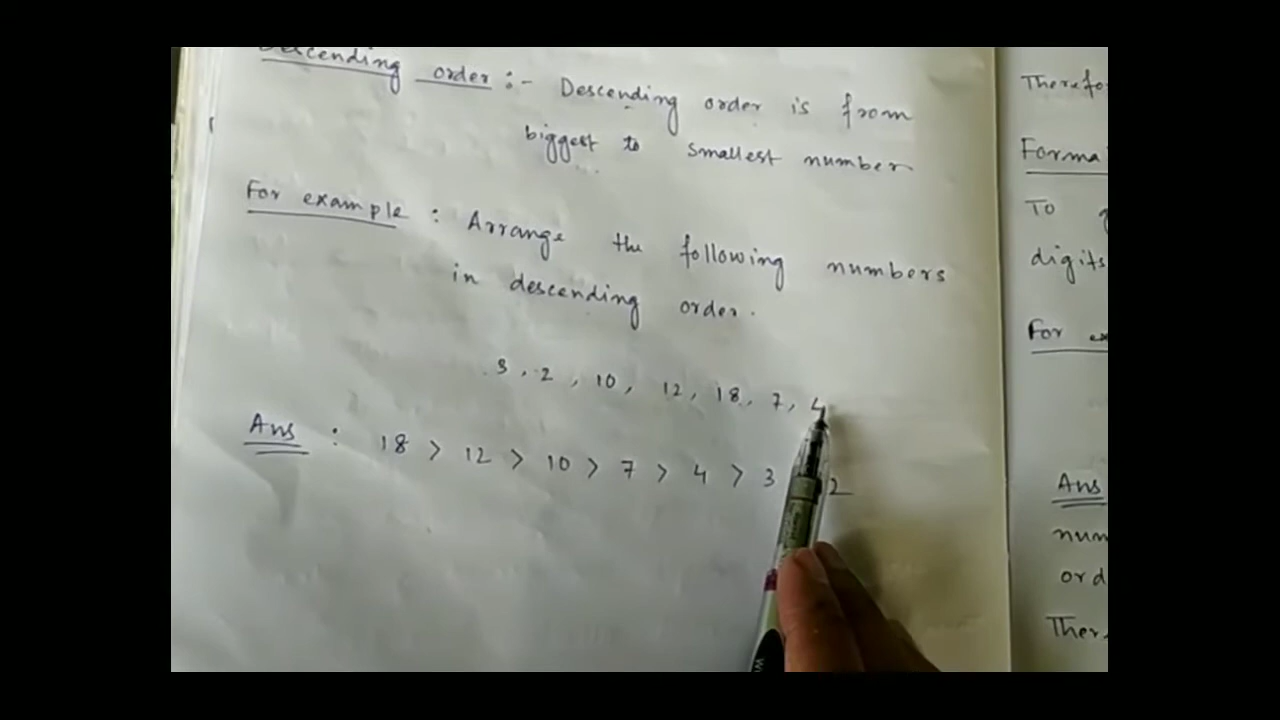 Descending order :- Descending order is from
biggest to smallest number
For example : Arrange the following numbers
in descending order.
3, 2, 10, 12, 18, 7, 4
Ans : 18 > 12 > 10 > 7 > 4 > 3 2
Therefo
Forma
To
digits
For ex
Ans
num
ord
Ther